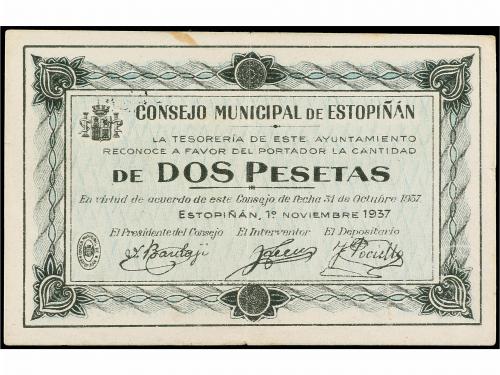 CONSEJO MUNICIPAL DE ESTOPIÑÁN
LA TESORERÍA DE ESTE AYUNTAMIENTO
RECONOCE A FAVOR DEL PORTADOR LA CANTIDAD
DE DOS PESETAS
En virtud de acuerdo de este Consejo de fecha 31 de Octubre 1937
ESTOPIÑÁN, 1º NOVIEMBRE 1937
El Presidente del Consejo El Interventor El Depositario